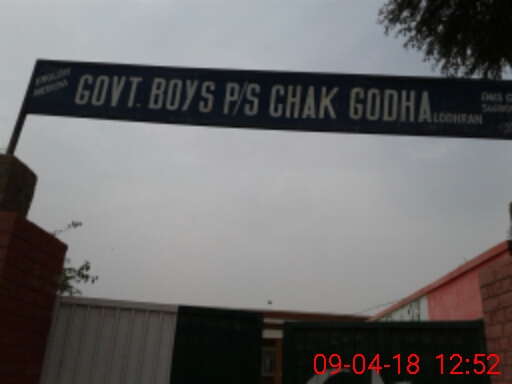 ENGLISH
MEDIUM
GOVT. BOYS P/S CHAK GODHA LODHRAN
09-04-18 12:52